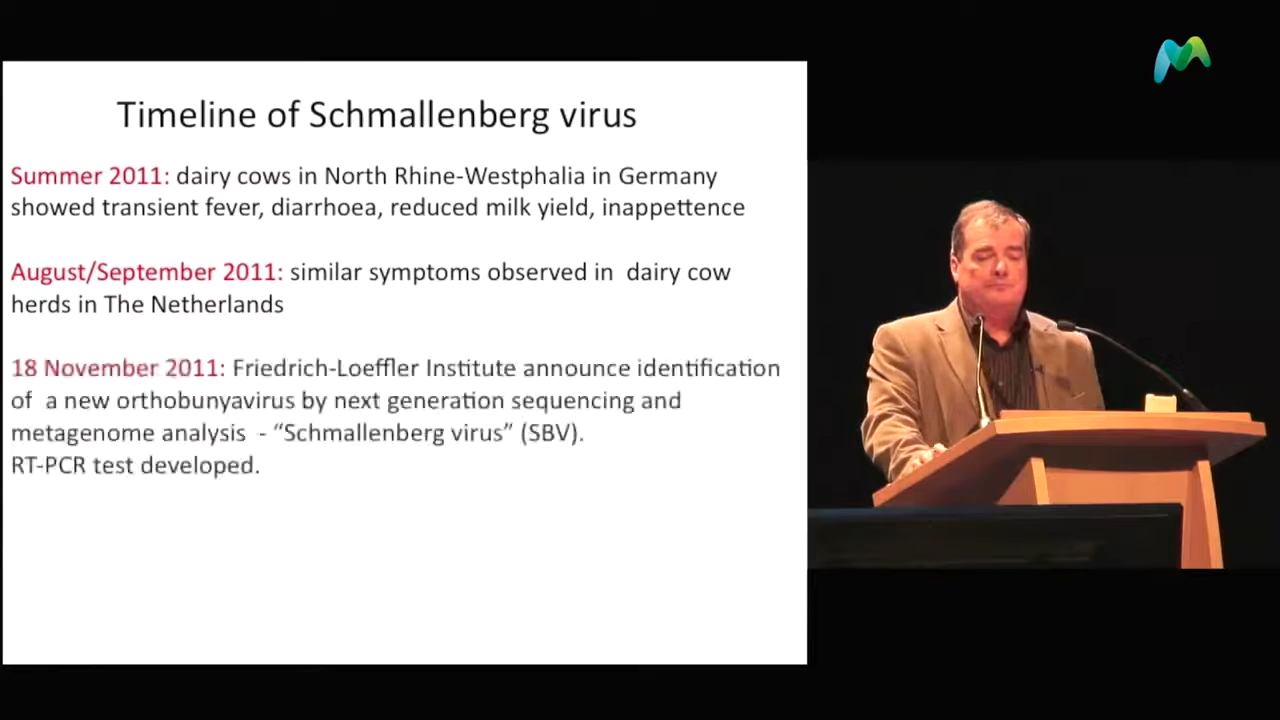 Timeline of Schmallenberg virus
Summer 2011: dairy cows in North Rhine-Westphalia in Germany
showed transient fever, diarrhoea, reduced milk yield, inappettence
August/September 2011: similar symptoms observed in  dairy cow
herds in The Netherlands
18 November 2011: Friedrich-Loeffler Institute announce identification
of  a new orthobunyavirus by next generation sequencing and
metagenome analysis  - “Schmallenberg virus” (SBV).
RT-PCR test developed.